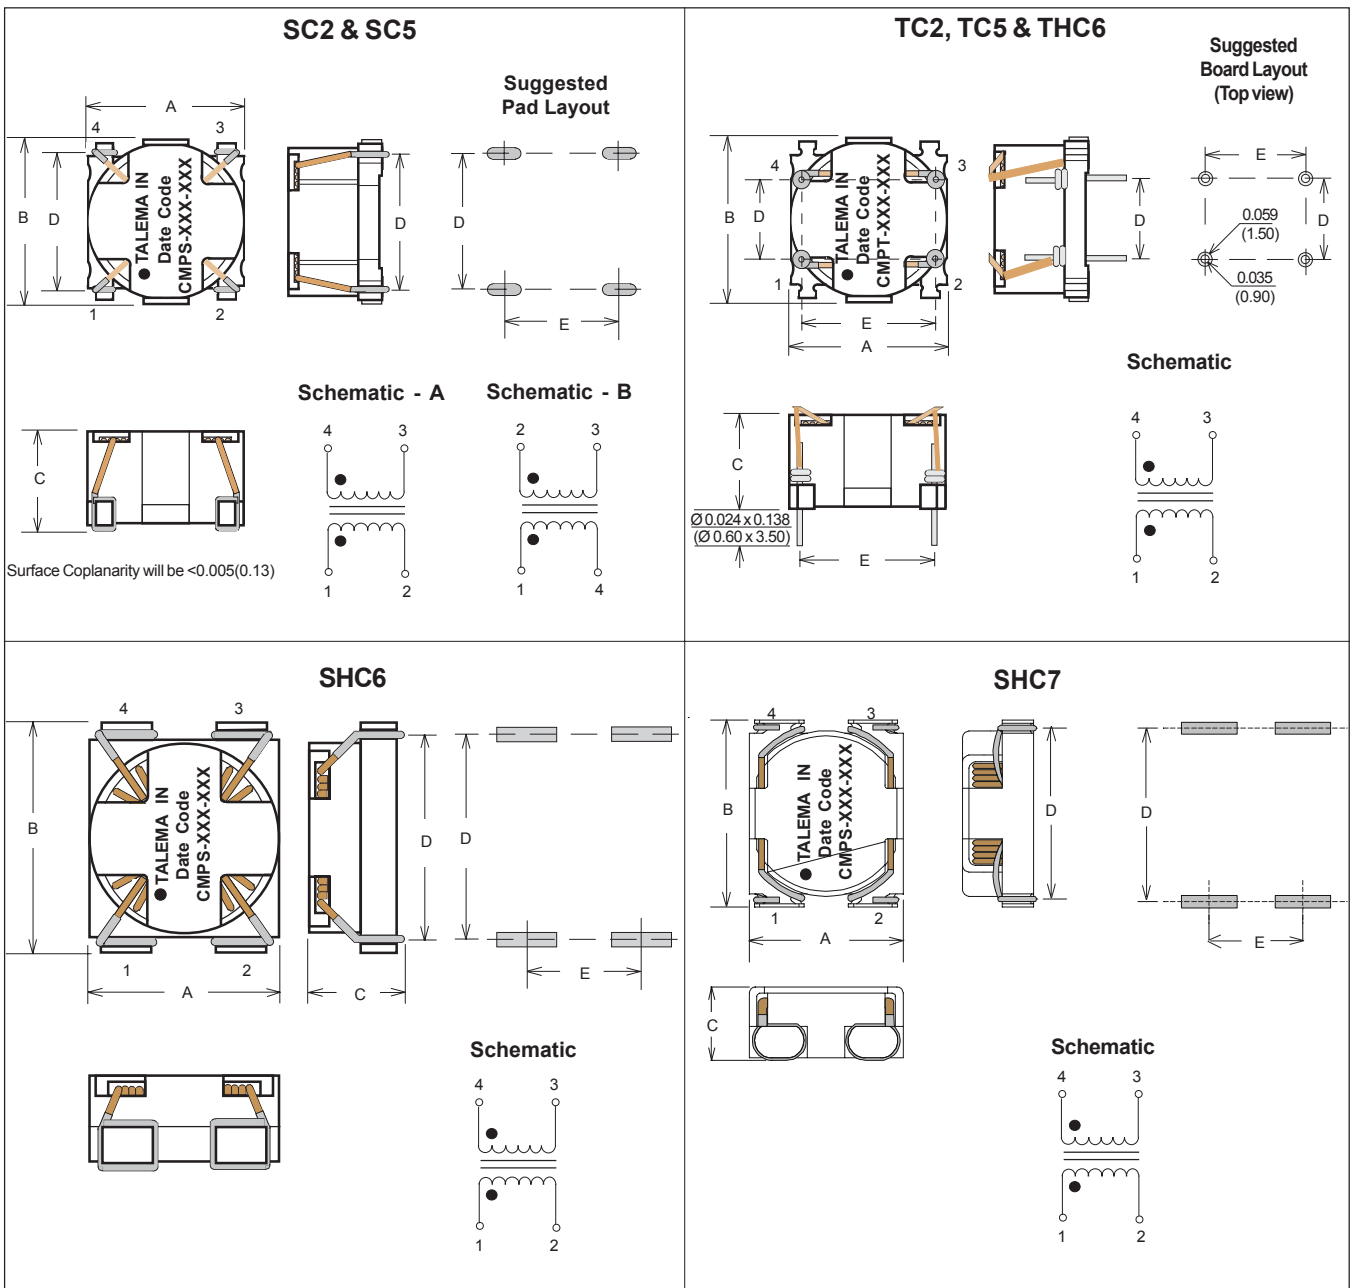 SC2 & SC5
Suggested
Pad Layout
A
4
3
B
D
TALEMA IN
Date Code
CMPS-XXX-XXX
1
2
D
D
E
C
Surface Coplanarity will be <0.005(0.13)
Schematic - A
4
3
1
2
Schematic - B
2
3
1
4
TC2, TC5 & THC6
Suggested
Board Layout
(Top view)
4
3
B
D
TALEMA IN
Date Code
CMPT-XXX-XXX
1
2
E
A
D
E
D
0.059
(1.50)
0.035
(0.90)
C
Ø 0.024 x 0.138
(Ø 0.60 x 3.50)
E
Schematic
4
3
1
2
SHC6
4
3
B
TALEMA IN
Date Code
CMPS-XXX-XX
1
2
A
D
C
D
E
Schematic
4
3
1
2
SHC7
4
3
B
TALEMA IN
Date Code
CMPS-XXX-XXX
1
2
A
D
D
E
C
Schematic
4
3
1
2